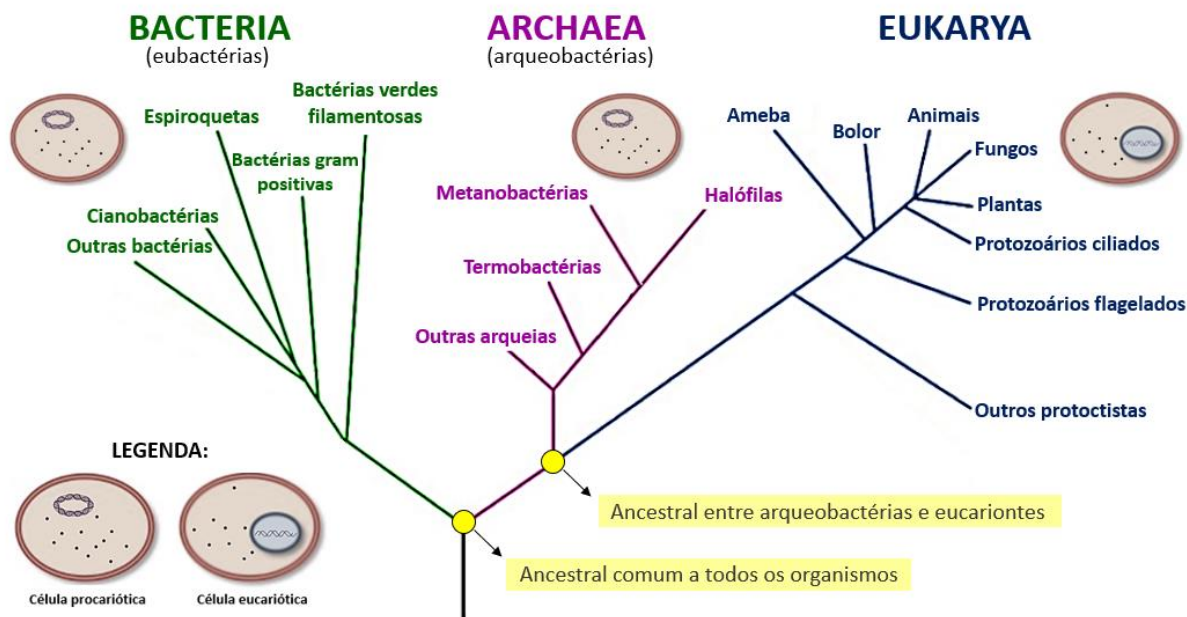 BACTERIA
(eubactérias)
ARCHAEA
(arqueobactérias)
EUKARYA
Bactérias verdes
filamentosas
Espiroquetas
Bactérias gram
positivas
Cianobactérias
Outras bactérias
Metanobactérias
Halófilas
Termobactérias
Outras arqueias
Ameba
Bolor
Animais
Fungos
Plantas
Protozoários ciliados
Protozoários flagelados
Outros protoctistas
LEGENDA:
Célula procariótica
Célula eucariótica
Ancestral entre arqueobactérias e eucariontes
Ancestral comum a todos os organismos